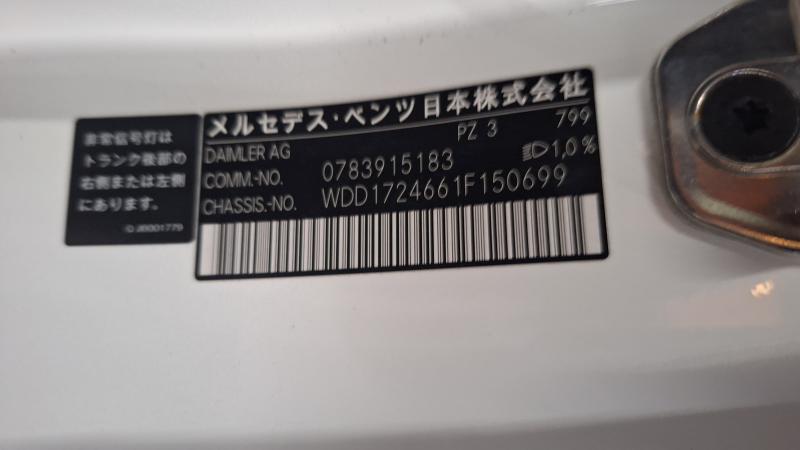 非常信号灯は
トランク後部の
右側または左側
にあります。
メルセデス・ベンツ日本株式会社
DAIMLER AG PZ 3 799
COMM.-NO. 0783915183 1,0 %
CHASSIS.-NO. WDD1724661F150699